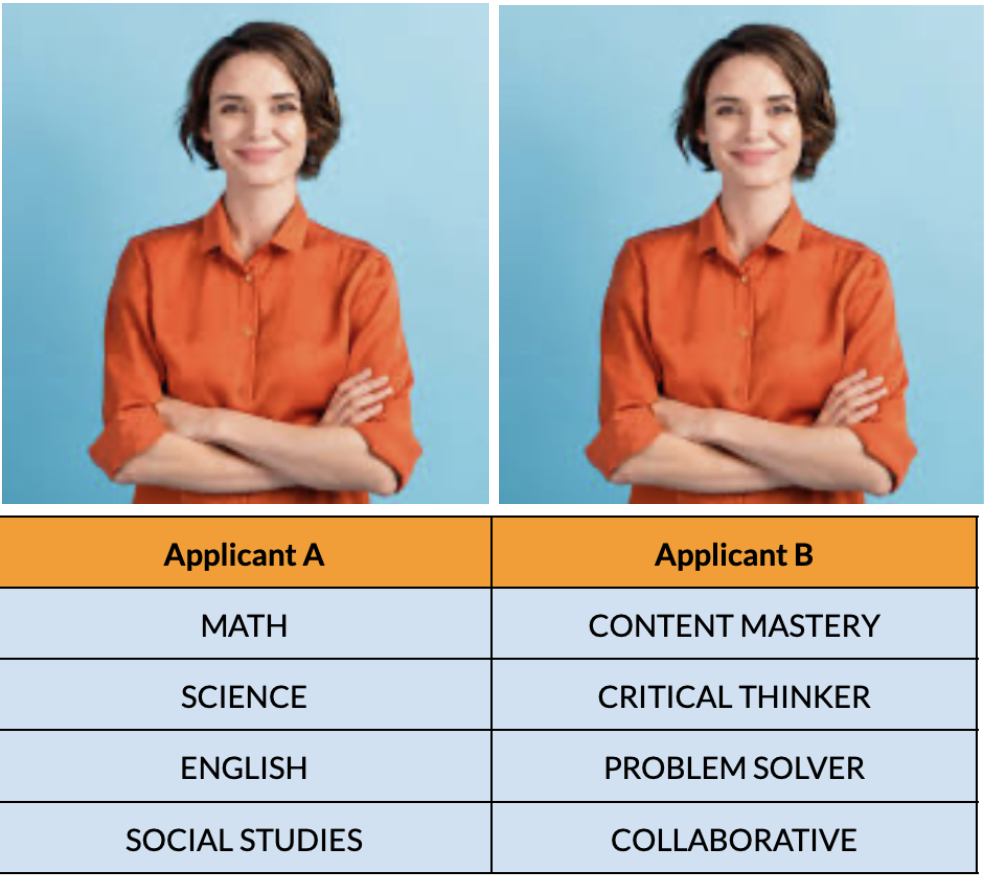 Applicant A Applicant B
MATH CONTENT MASTERY
SCIENCE CRITICAL THINKER
ENGLISH PROBLEM SOLVER
SOCIAL STUDIES COLLABORATIVE